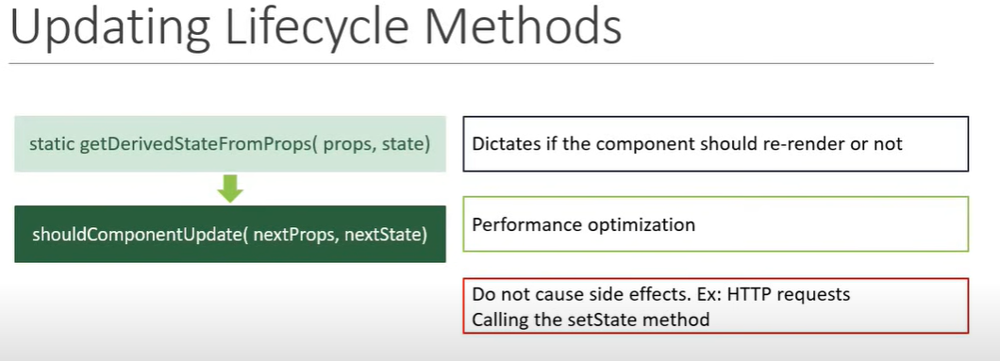 Updating Lifecycle Methods
static getDerivedStateFromProps( props, state)
Dictates if the component should re-render or not
shouldComponentUpdate( nextProps, nextState)
Performance optimization
Do not cause side effects. Ex: HTTP requests
Calling the setState method